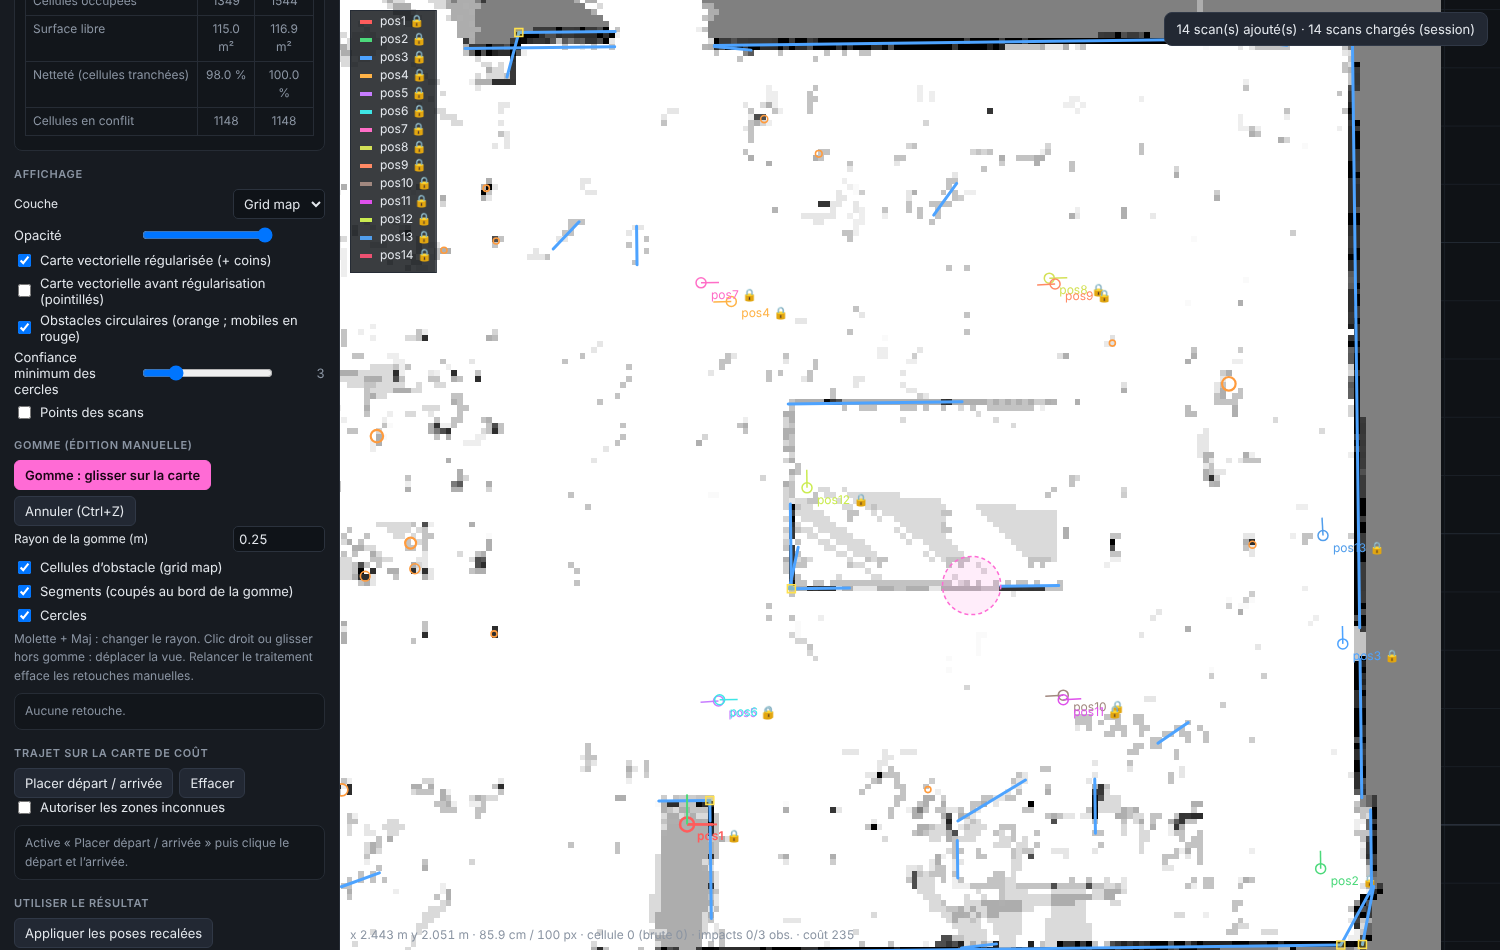 Cellules occupées 1349 1544
Surface libre 115.0 m² 116.9 m²
Netteté (cellules tranchées) 98.0 % 100.0 %
Cellules en conflit 1148 1148
AFFICHAGE
Couche Grid map
Opacité
Carte vectorielle régularisée (+ coins)
Carte vectorielle avant régularisation
(pointillés)
Obstacles circulaires (orange ; mobiles en
rouge)
Confiance
minimum des
cercles
3
Points des scans
GOMME (ÉDITION MANUELLE)
Gomme : glisser sur la carte
Annuler (Ctrl+Z)
Rayon de la gomme (m) 0.25
Cellules d’obstacle (grid map)
Segments (coupés au bord de la gomme)
Cercles
Molette + Maj : changer le rayon. Clic droit ou glisser
hors gomme : déplacer la vue. Relancer le traitement
efface les retouches manuelles.
Aucune retouche.
TRAJET SUR LA CARTE DE COÛT
Placer départ / arrivée Effacer
Autoriser les zones inconnues
Active « Placer départ / arrivée » puis clique le
départ et l’arrivée.
UTILISER LE RÉSULTAT
Appliquer les poses recalées
pos1
pos2
pos3
pos4
pos5
pos6
pos7
pos8
pos9
pos10
pos11
pos12
pos13
pos14
14 scan(s) ajouté(s) · 14 scans chargés (session)
pos7
pos4
pos8
pos9
pos12
pos13
pos3
pos10
pos11
pos1
pos2
x 2.443 m y 2.051 m · 85.9 cm / 100 px · cellule 0 (brute 0) · impacts 0/3 obs. · coût 235